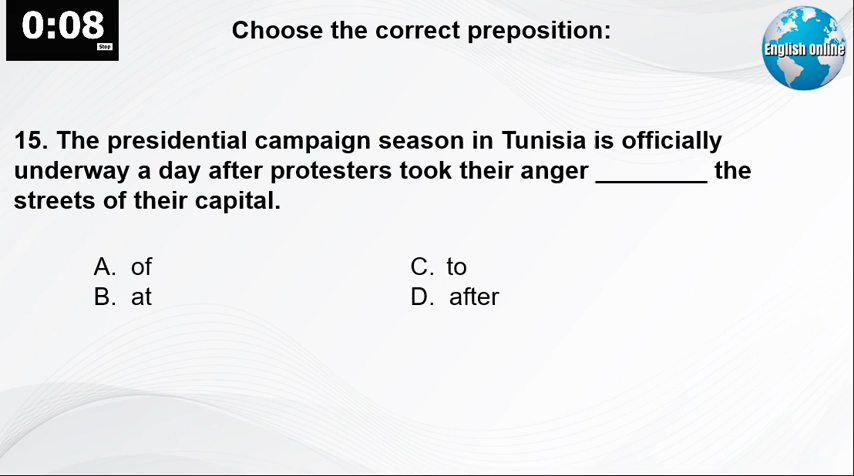 0:08
Stop
Choose the correct preposition:
English Online
15. The presidential campaign season in Tunisia is officially
underway a day after protesters took their anger ________ the
streets of their capital.
A. of
B. at
C. to
D. after